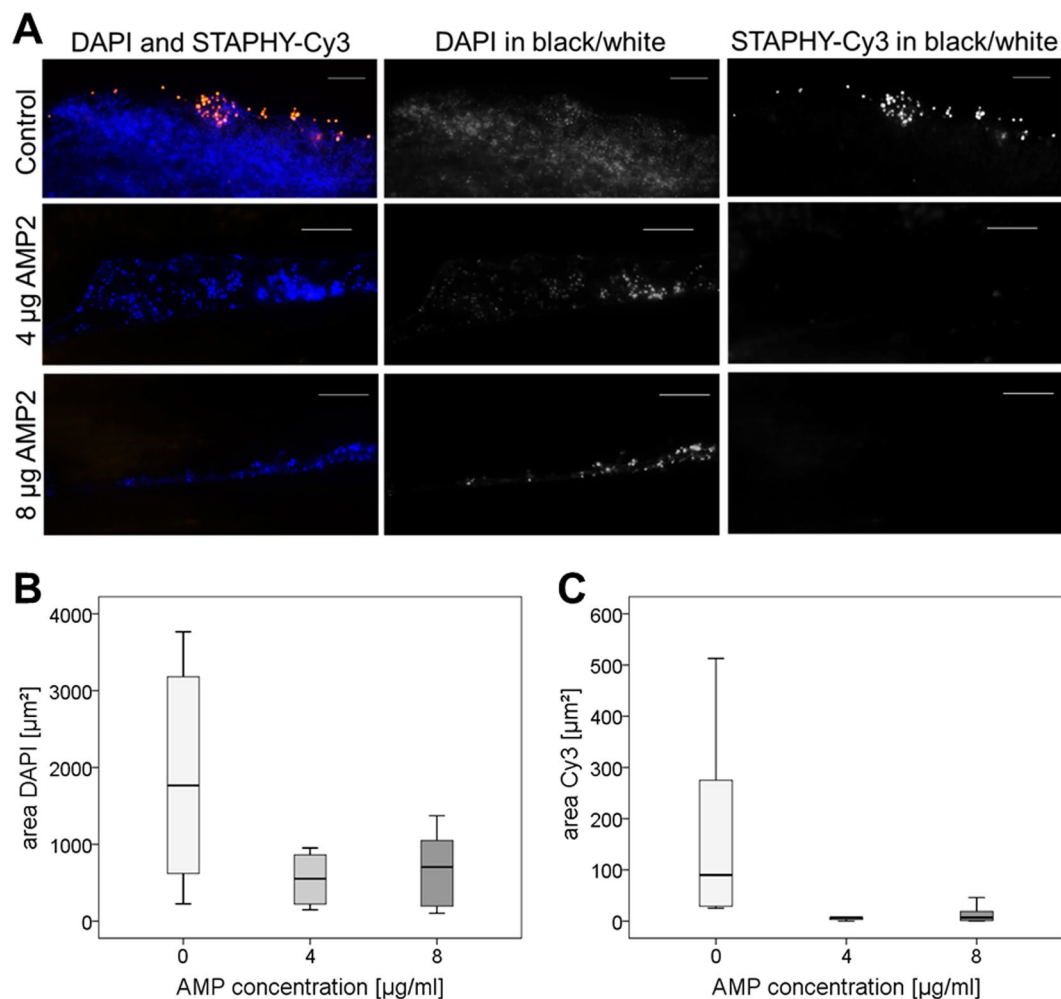 A
DAPI and STAPHY-Cy3
DAPI in black/white
STAPHY-Cy3 in black/white
Control
4 µg AMP2
8 µg AMP2
B
4000
3000
2000
1000
0
area DAPI [µm²]
0 4 8
AMP concentration [µg/ml]
C
600
500
400
300
200
100
0
area Cy3 [µm²]
0 4 8
AMP concentration [µg/ml]